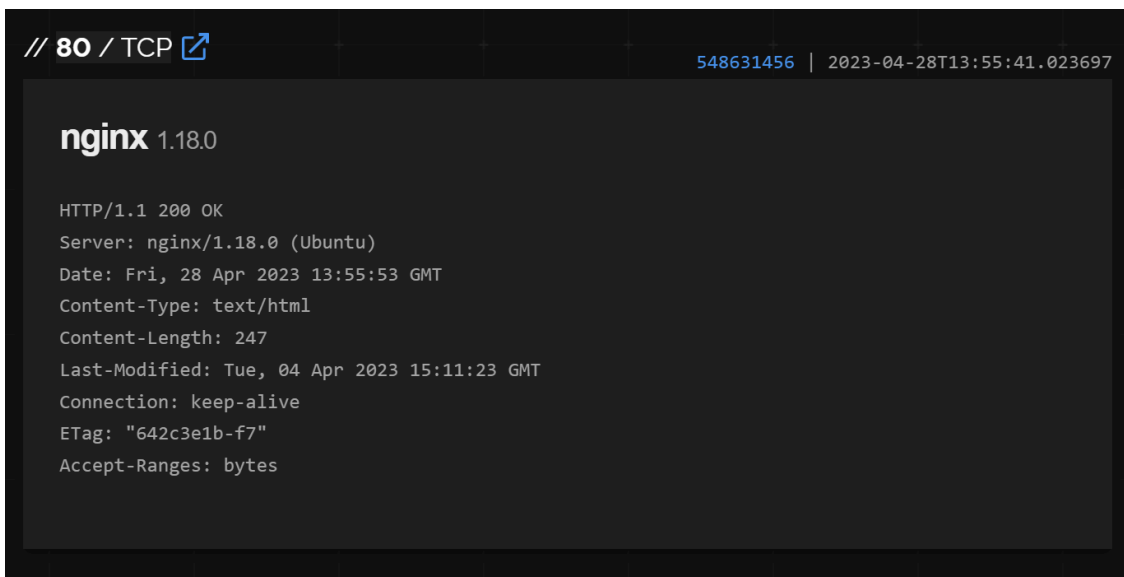 // 80 / TCP
548631456 | 2023-04-28T13:55:41.023697
nginx 1.18.0
HTTP/1.1 200 OK
Server: nginx/1.18.0 (Ubuntu)
Date: Fri, 28 Apr 2023 13:55:53 GMT
Content-Type: text/html
Content-Length: 247
Last-Modified: Tue, 04 Apr 2023 15:11:23 GMT
Connection: keep-alive
ETag: "642c3e1b-f7"
Accept-Ranges: bytes